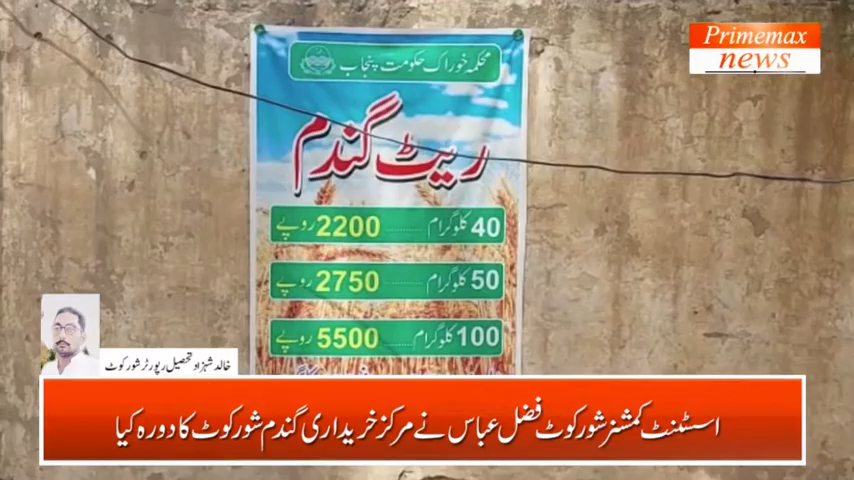 Primemax
news
محکمہ خوراک حکومت پنجاب
ریٹ گندم
40 کلوگرام ........ 2200 روپے
50 کلوگرام ........ 2750 روپے
100 کلوگرام ........ 5500 روپے
خالد شہزاد تحصیل رپورٹر شورکوٹ
اسسٹنٹ کمشنر شورکوٹ فضل عباس نے مرکز خریداری گندم شورکوٹ کا دورہ کیا